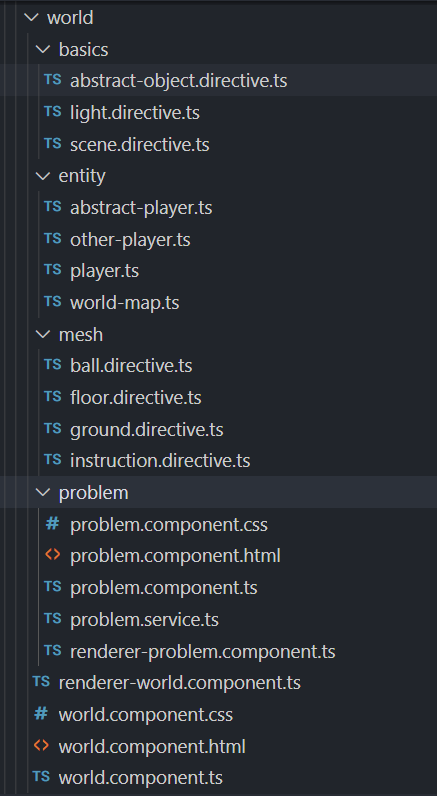 world
basics
TS abstract-object.directive.ts
TS light.directive.ts
TS scene.directive.ts
entity
TS abstract-player.ts
TS other-player.ts
TS player.ts
TS world-map.ts
mesh
TS ball.directive.ts
TS floor.directive.ts
TS ground.directive.ts
TS instruction.directive.ts
problem
# problem.component.css
<> problem.component.html
TS problem.component.ts
TS problem.service.ts
TS renderer-problem.component.ts
TS renderer-world.component.ts
# world.component.css
<> world.component.html
TS world.component.ts